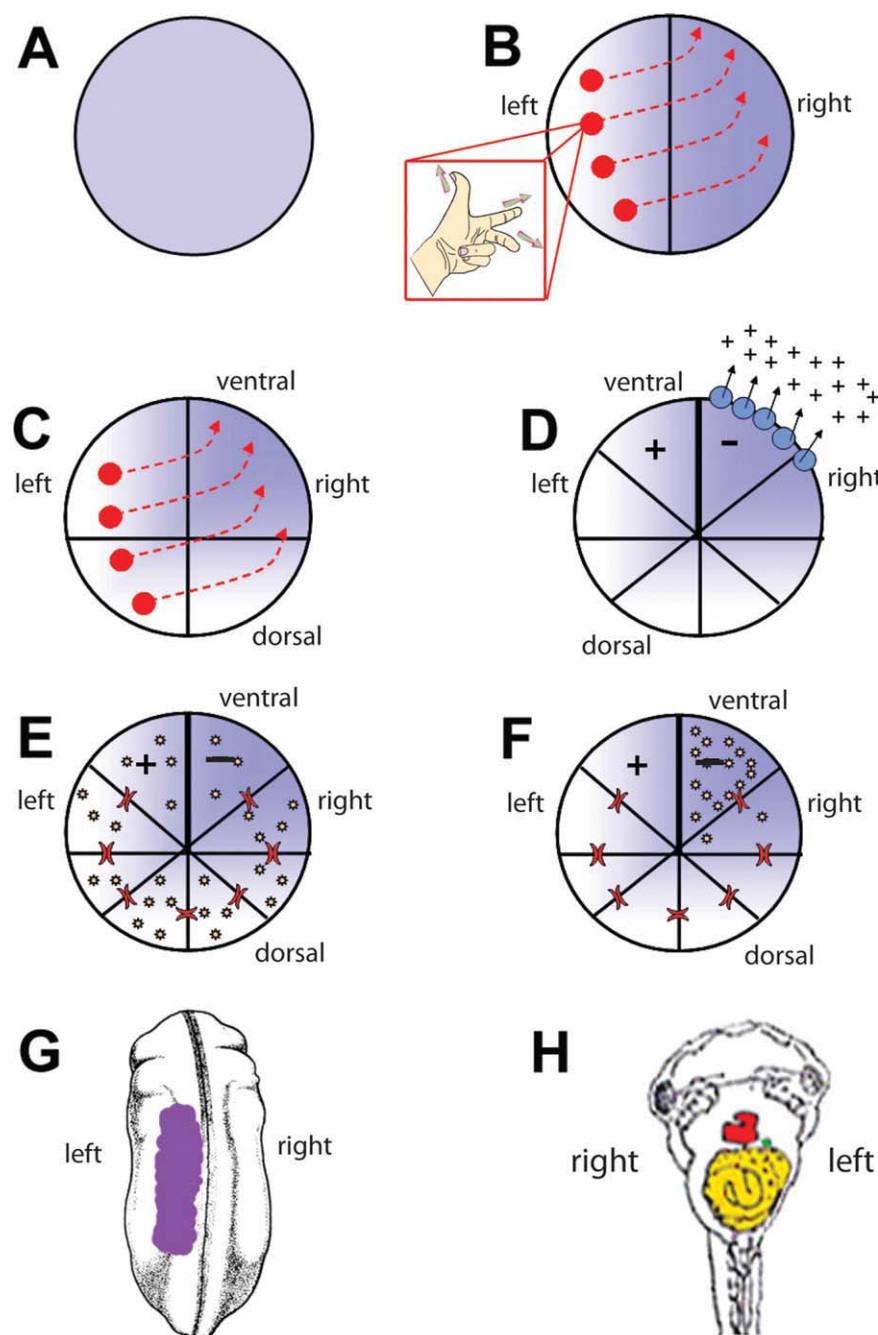 A
B
left
right
C
ventral
left
right
dorsal
D
ventral
+ + + + + + + + + + + + + + +
+ -
left
right
dorsal
E
ventral
+ -
left
right
dorsal
F
ventral
+ -
left
right
dorsal
G
left
right
H
right
left